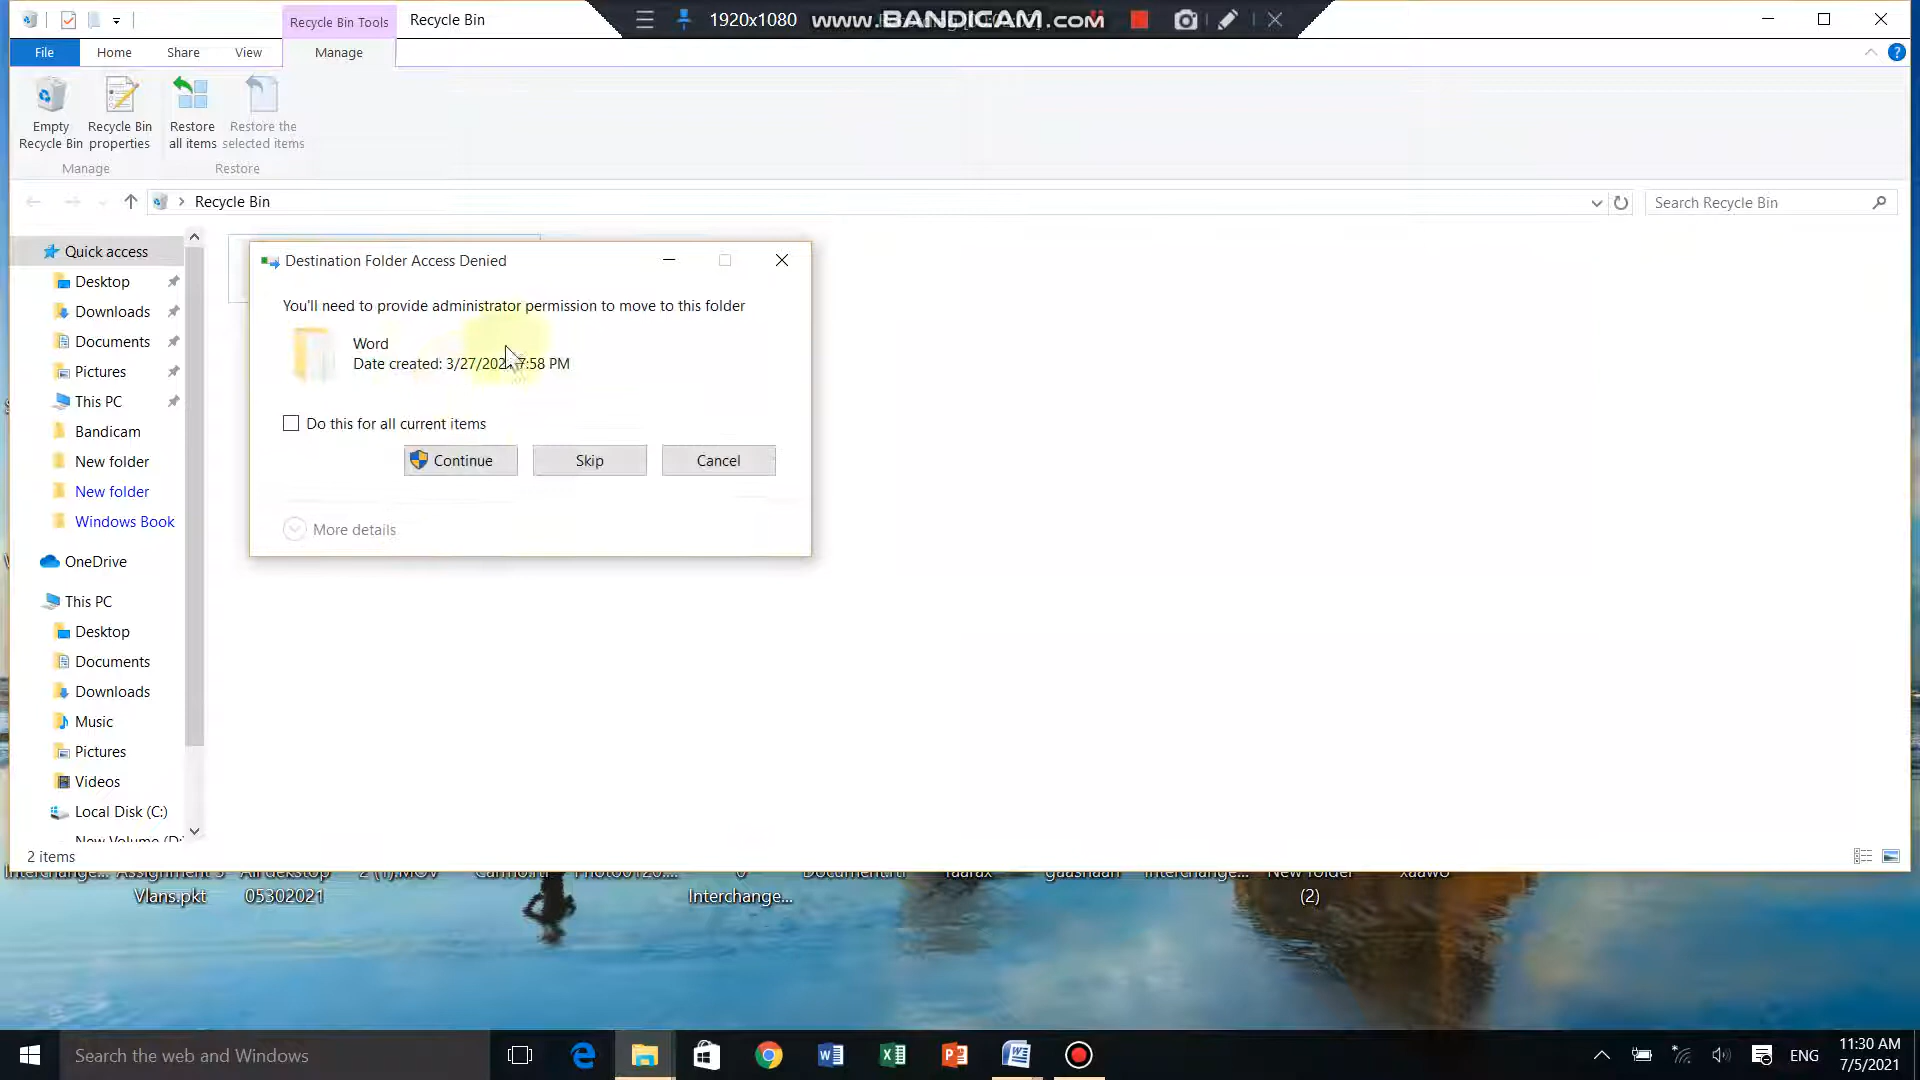 Recycle Bin Tools
Recycle Bin
1920x1080
www.BANDICAM.com
File
Home
Share
View
Manage
Empty Recycle Bin
Recycle Bin properties
Restore all items
Restore the selected items
Manage
Restore
Recycle Bin
Search Recycle Bin
Quick access
Desktop
Downloads
Documents
Pictures
This PC
Bandicam
New folder
New folder
Windows Book
OneDrive
This PC
Desktop
Documents
Downloads
Music
Pictures
Videos
Local Disk (C:)
New Volume (D:
2 items
Destination Folder Access Denied
You'll need to provide administrator permission to move to this folder
Word
Date created: 3/27/202 7:58 PM
Do this for all current items
Continue
Skip
Cancel
More details
Vlans.pkt
05302021
Interchange...
(2)
Search the web and Windows
ENG
11:30 AM
7/5/2021